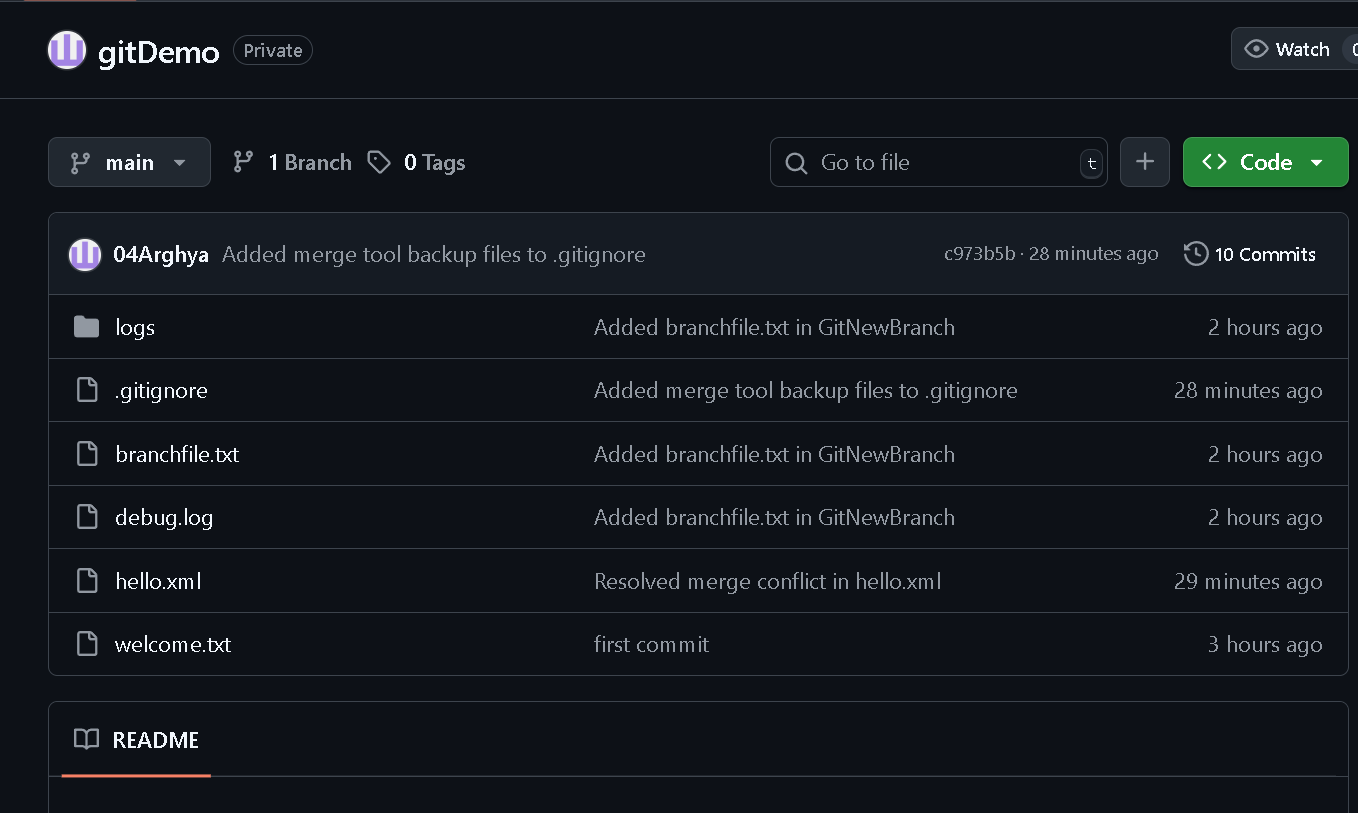 gitDemo Private Watch
main 1 Branch 0 Tags Go to file t + Code
04Arghya Added merge tool backup files to .gitignore c973b5b · 28 minutes ago 10 Commits
logs Added branchfile.txt in GitNewBranch 2 hours ago
.gitignore Added merge tool backup files to .gitignore 28 minutes ago
branchfile.txt Added branchfile.txt in GitNewBranch 2 hours ago
debug.log Added branchfile.txt in GitNewBranch 2 hours ago
hello.xml Resolved merge conflict in hello.xml 29 minutes ago
welcome.txt first commit 3 hours ago
README